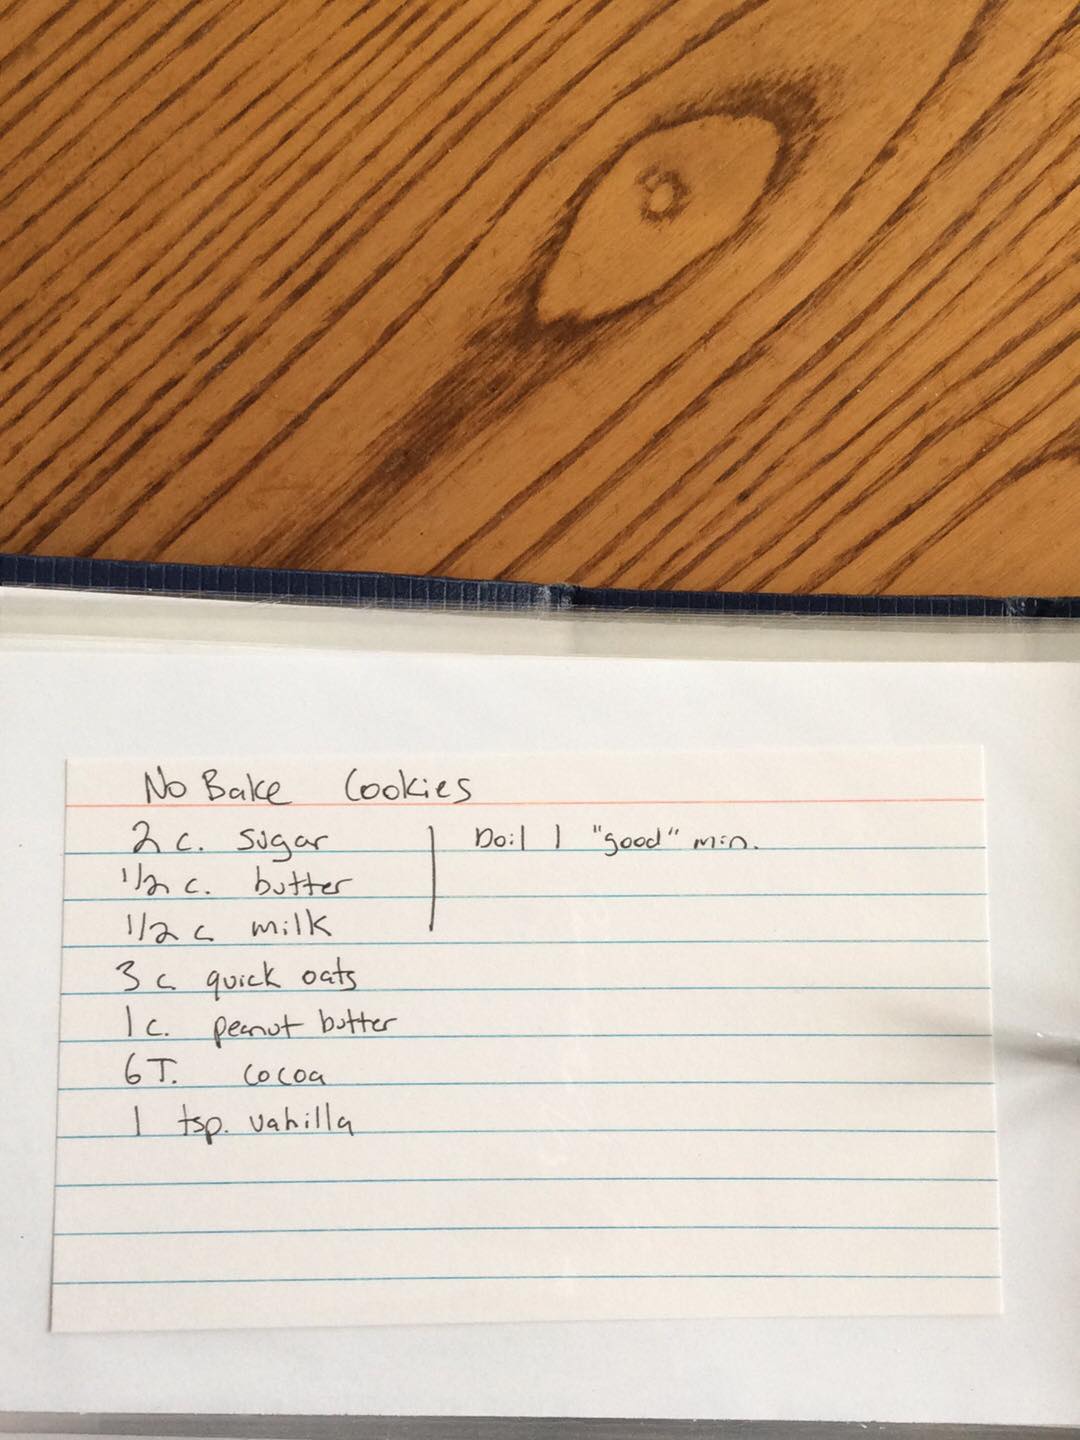 No Bake Cookies
2 c. sugar
Boil 1 "good" min.
1/2 c. butter
1/2 c milk
3 c. quick oats
1 c. peanut butter
6 T. cocoa
1 tsp. vanilla